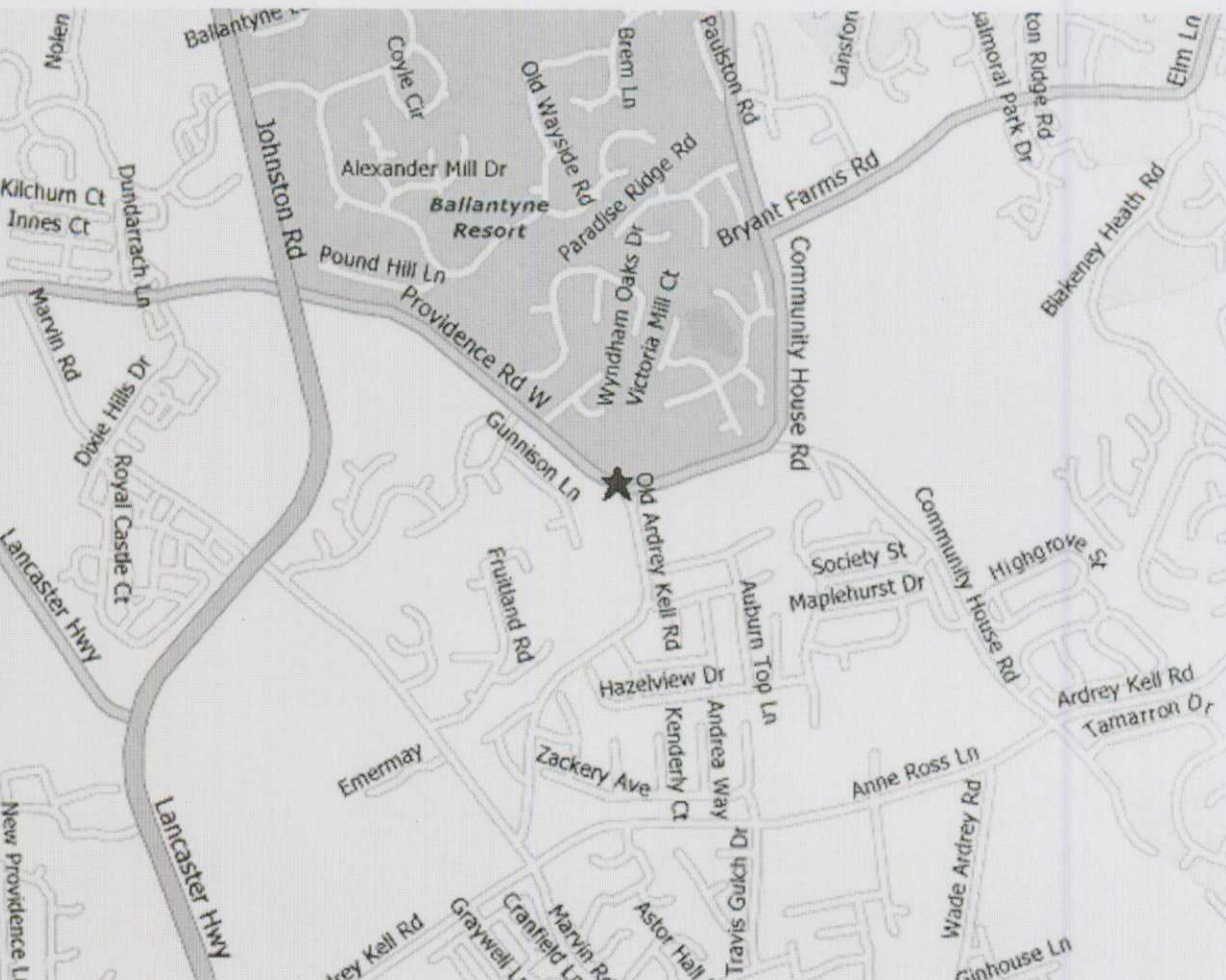 Nolen
Ballantyne
Coyle Cir
Old Wayside Rd
Brem Ln
Paulston Rd
Lansfor
almoral Park Dr
ton Ridge Rd
Elm Ln
Johnston Rd
Alexander Mill Dr
Ballantyne
Resort
Paradise Ridge Rd
Bryant Farms Rd
Kilchurn Ct
Innes Ct
Dundarrach Ln
Pound Hill Ln
Providence Rd W
Wyndham Oaks Dr
Victoria Mill Ct
Community House Rd
Blakeney Heath Rd
Marvin Rd
Dixie Hills Dr
Gunnison Ln
Royal Castle Ct
Lancaster Hwy
Old Ardrey Kell Rd
Fruitland Rd
Society St
Maplehurst Dr
Auburn Top Ln
Community House Rd
Highgrove St
Hazelview Dr
Ardrey Kell Rd
Tamarron Dr
Kenderly Ct
Andrea Way
Zackery Ave
Emermay
Anne Ross Ln
Lancaster Hwy
New Providence L
Wade Ardrey Rd
Travis Gulch Dr
rey Kell Rd
Graywell L
Cranfield Ln
Marvin Rd
Astor Hall
Ginhouse Ln